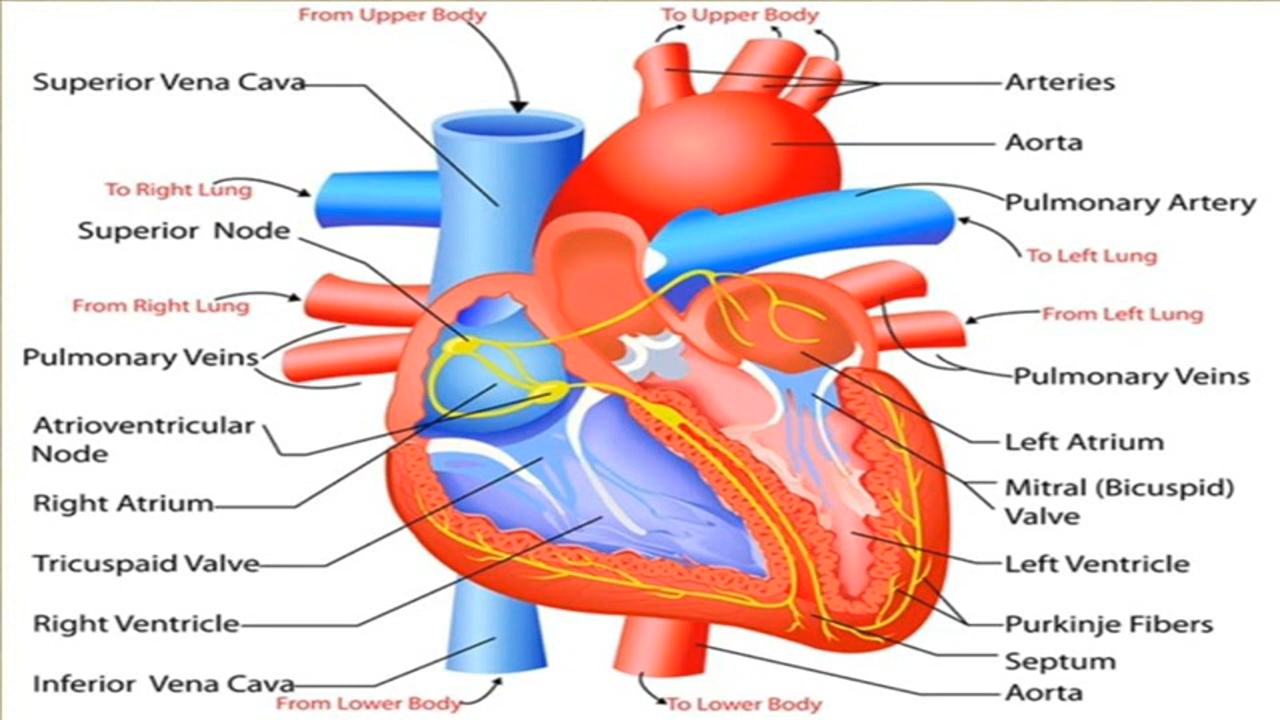 From Upper Body
To Upper Body
Superior Vena Cava
Arteries
Aorta
To Right Lung
Pulmonary Artery
Superior Node
To Left Lung
From Right Lung
From Left Lung
Pulmonary Veins
Pulmonary Veins
Atrioventricular
Node
Left Atrium
Right Atrium
Mitral (Bicuspid)
Valve
Tricuspaid Valve
Left Ventricle
Right Ventricle
Purkinje Fibers
Septum
Inferior Vena Cava
Aorta
From Lower Body
To Lower Body